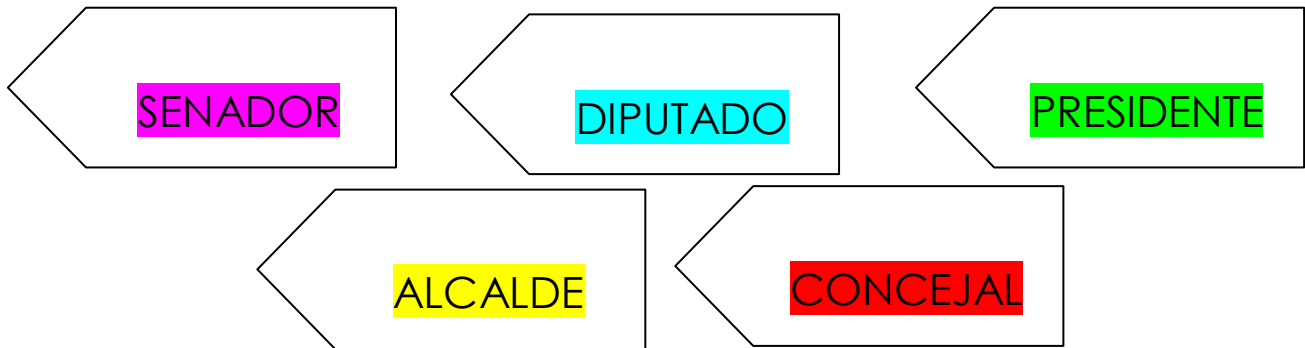 SENADOR
DIPUTADO
PRESIDENTE
ALCALDE
CONCEJAL